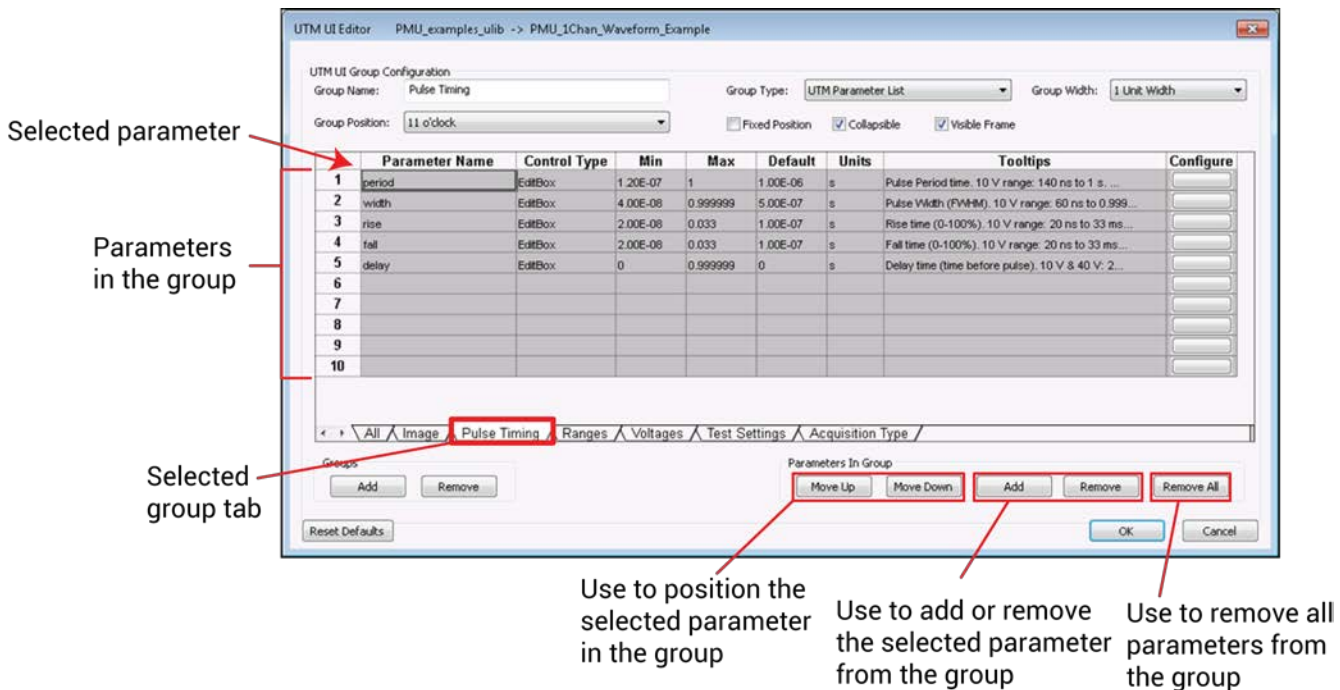 UTM UI Editor PMU_examples_ulib -> PMU_1Chan_Waveform_Example
UTM UI Group Configuration
Group Name: Pulse Timing Group Type: UTM Parameter List Group Width: 1 Unit Width
Group Position: 11 o'clock Fixed Position Collapsible Visible Frame
Selected parameter
Parameter Name Control Type Min Max Default Units Tooltips Configure
1 period EditBox 1.20E-07 1 1.00E-06 s Pulse Period time. 10 V range: 140 ns to 1 s. ...
2 width EditBox 4.00E-08 0.999999 5.00E-07 s Pulse Width (FWHM). 10 V range: 60 ns to 0.999...
3 rise EditBox 2.00E-08 0.033 1.00E-07 s Rise time (0-100%). 10 V range: 20 ns to 33 ms...
4 fall EditBox 2.00E-08 0.033 1.00E-07 s Fall time (0-100%). 10 V range: 20 ns to 33 ms...
5 delay EditBox 0 0.999999 0 s Delay time (time before pulse). 10 V & 40 V: 2...
6
7
8
9
10
Parameters
in the group
All Image Pulse Timing Ranges Voltages Test Settings Acquisition Type
Selected
group tab
Groups
Add Remove
Parameters In Group
Move Up Move Down Add Remove Remove All
Reset Defaults OK Cancel
Use to position the
selected parameter
in the group
Use to add or remove
the selected parameter
from the group
Use to remove all
parameters from
the group